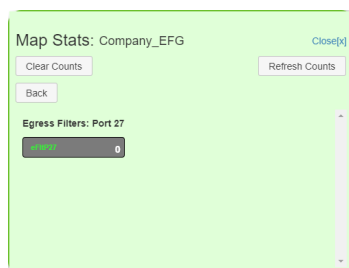 Map Stats: Company_EFG
Close[x]
Clear Counts
Refresh Counts
Back
Egress Filters: Port 27
eFltP27
0